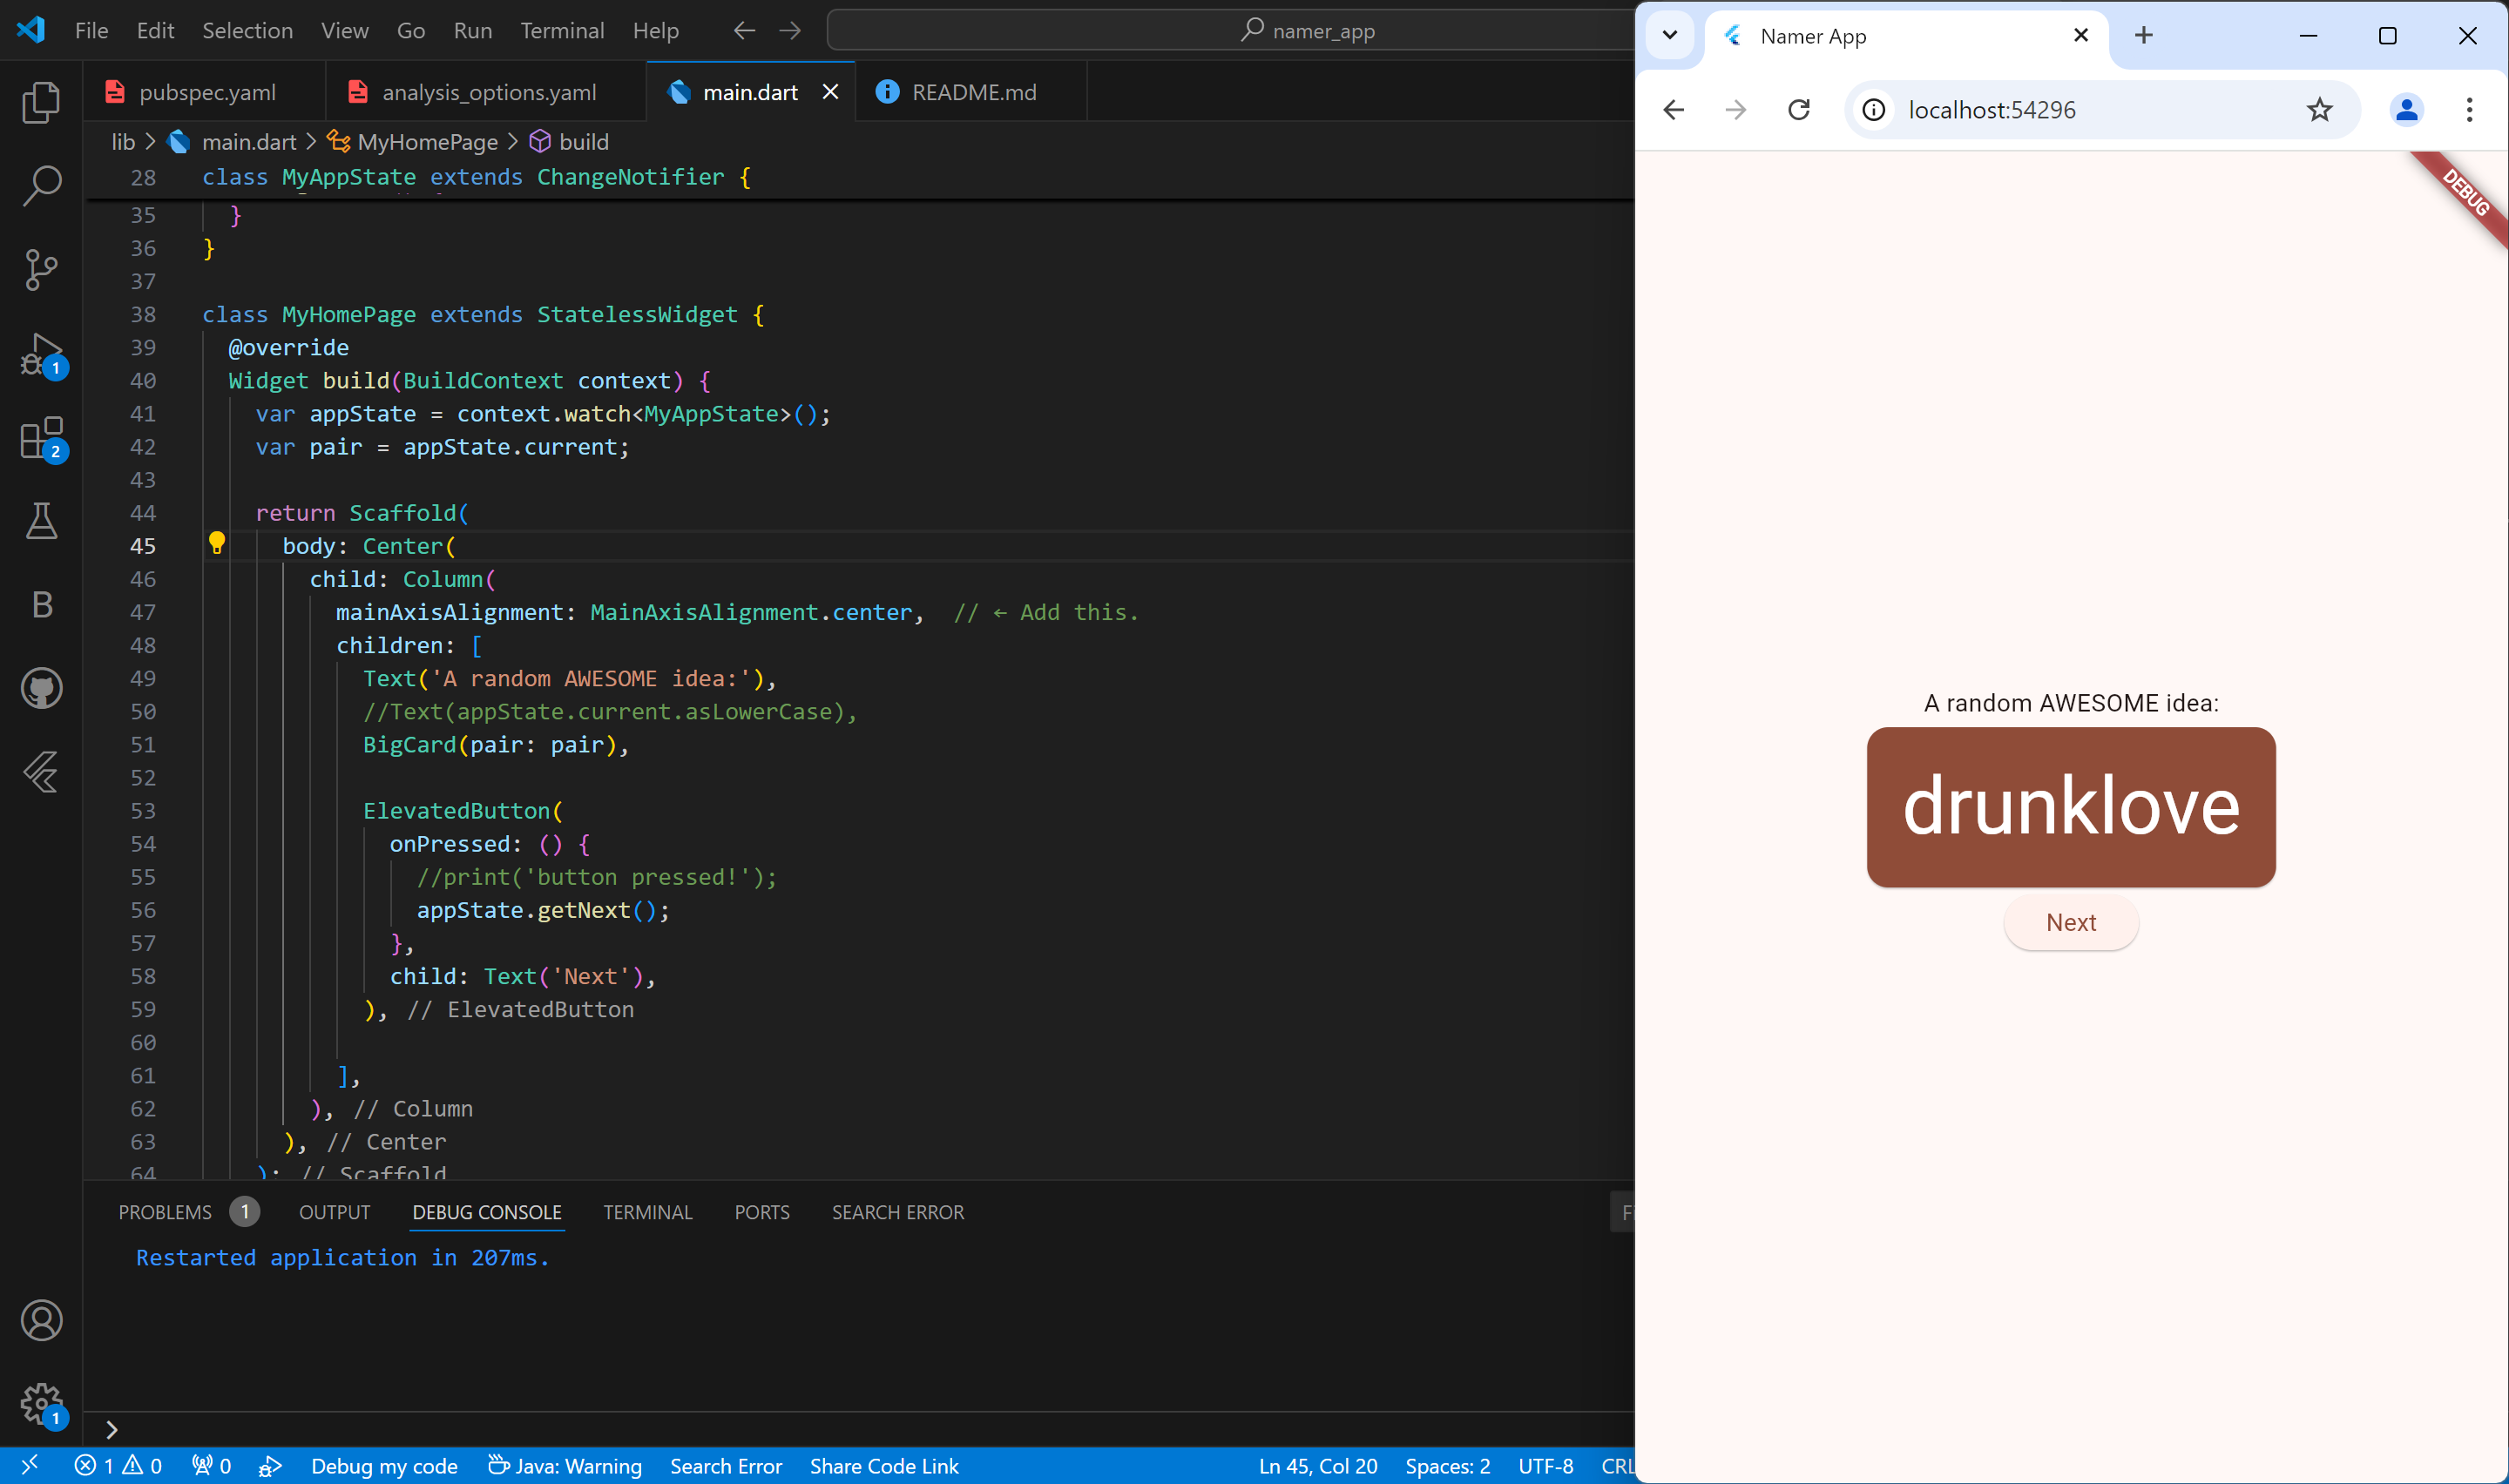 File Edit Selection View Go Run Terminal Help namer_app
pubspec.yaml analysis_options.yaml main.dart README.md
lib > main.dart > MyHomePage > build
28 class MyAppState extends ChangeNotifier {
35 }
36 }
37
38 class MyHomePage extends StatelessWidget {
39 @override
40 Widget build(BuildContext context) {
41 var appState = context.watch<MyAppState>();
42 var pair = appState.current;
43
44 return Scaffold(
45 body: Center(
46 child: Column(
47 mainAxisAlignment: MainAxisAlignment.center,  // ← Add this.
48 children: [
49 Text('A random AWESOME idea:'),
50 //Text(appState.current.asLowerCase),
51 BigCard(pair: pair),
52
53 ElevatedButton(
54 onPressed: () {
55 //print('button pressed!');
56 appState.getNext();
57 },
58 child: Text('Next'),
59 ), // ElevatedButton
60
61 ],
62 ), // Column
63 ), // Center
64 ); // Scaffold
1
2
B
1
PROBLEMS 1 OUTPUT DEBUG CONSOLE TERMINAL PORTS SEARCH ERROR
Restarted application in 207ms.
>
1 0 0 Debug my code Java: Warning Search Error Share Code Link Ln 45, Col 20 Spaces: 2 UTF-8
Namer App
localhost:54296
DEBUG
A random AWESOME idea:
drunklove
Next